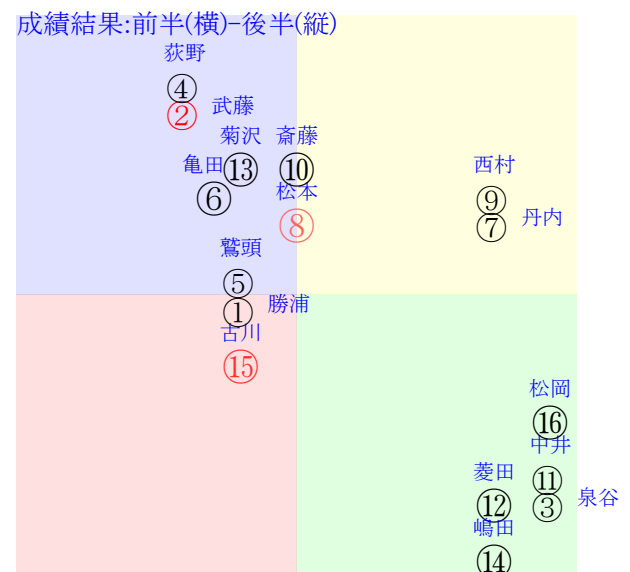 成績結果:前半(横)-後半(縦)
荻野
④
② 武藤
菊沢 斎藤
亀田 ⑬ ⑩ 西村
⑥ 松本 ⑨
⑧ ⑦ 丹内
鷲頭
⑤
① 勝浦
古川
⑮
松岡
⑯
中井
菱田 ⑪
⑫ ③ 泉谷
嶋田
⑭